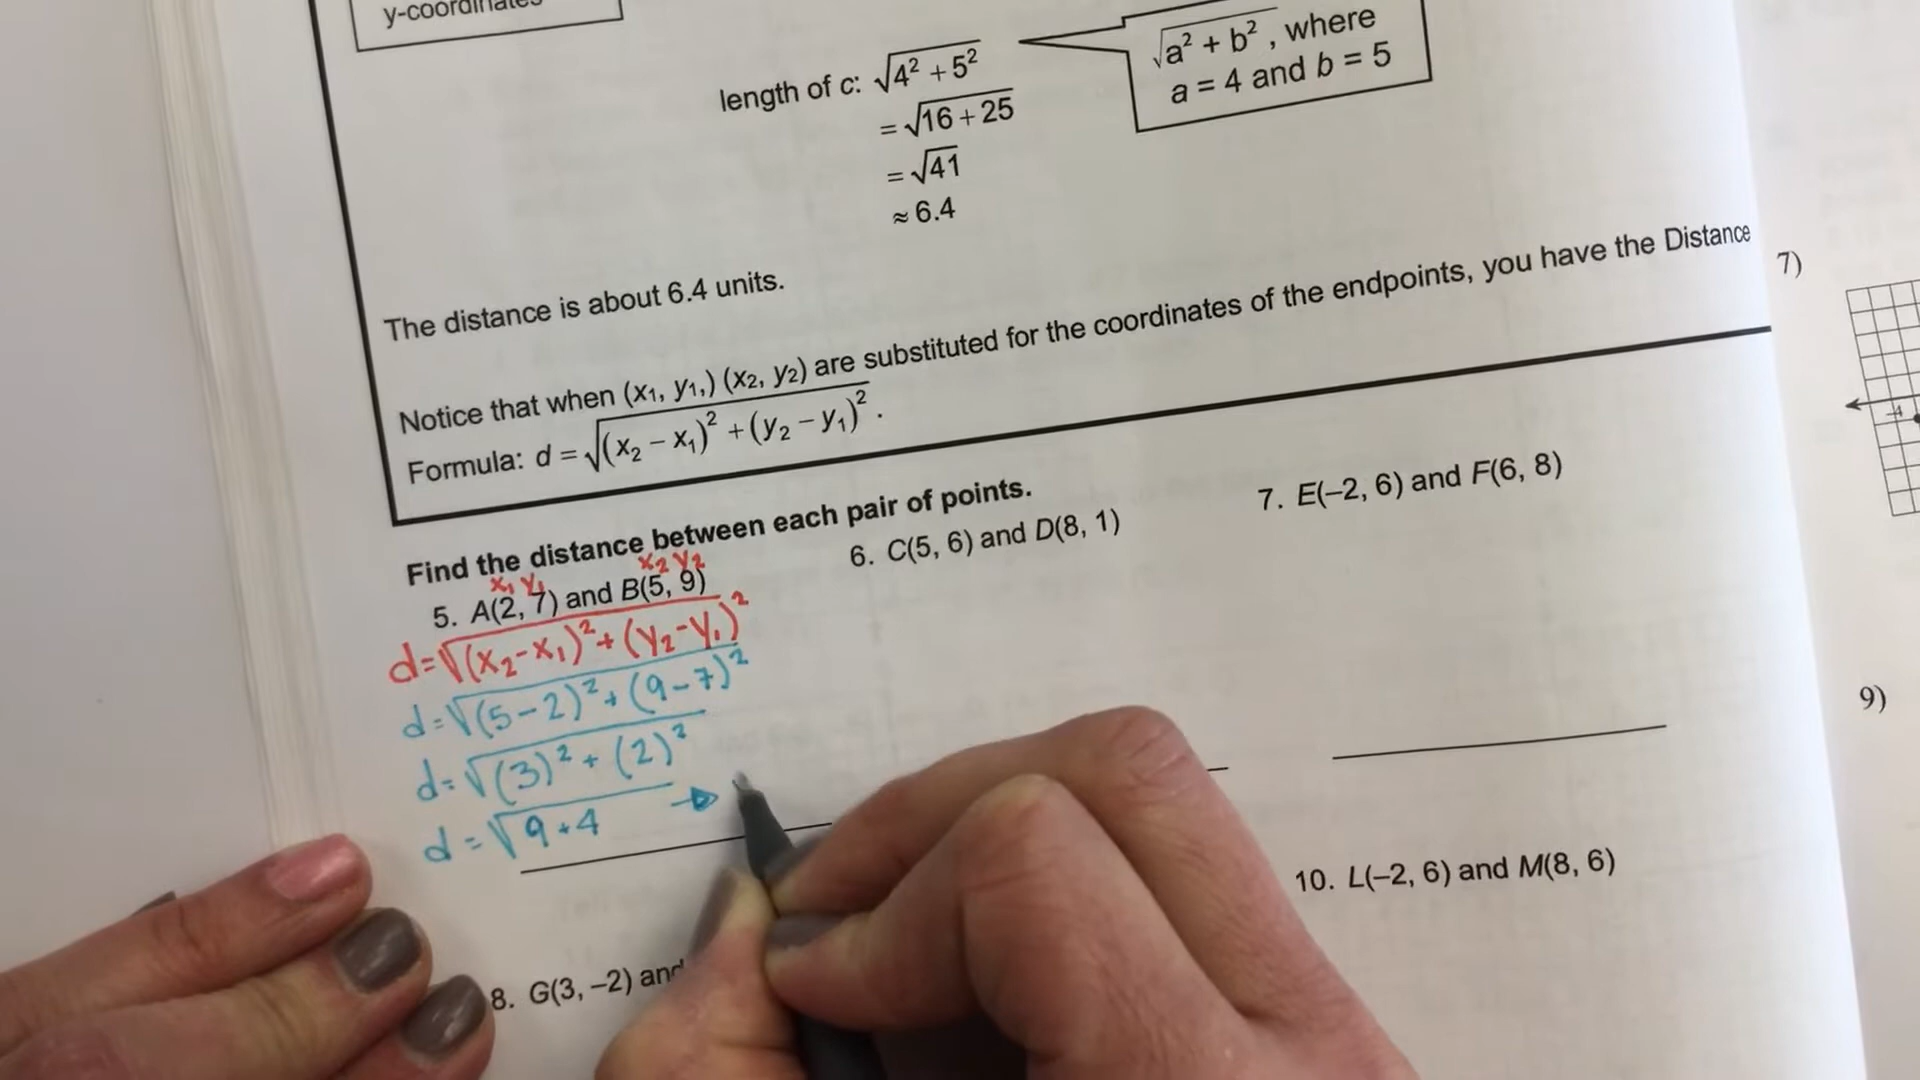 y-coordinates
length of c: √4² + 5²
= √16 + 25
= √41
≈ 6.4
√a² + b² , where
a = 4 and b = 5
The distance is about 6.4 units.
Notice that when (x₁, y₁,) (x₂, y₂) are substituted for the coordinates of the endpoints, you have the Distance
Formula: d = √(x₂ − x₁)² + (y₂ − y₁)² .
Find the distance between each pair of points.
x₁ y₁ x₂ y₂
5. A(2, 7) and B(5, 9)
d=√(x₂-x₁)²+(y₂-y₁)²
d=√(5-2)²+(9-7)²
d=√(3)²+(2)²
d=√9+4
6. C(5, 6) and D(8, 1)
7. E(–2, 6) and F(6, 8)
8. G(3, –2) and
10. L(–2, 6) and M(8, 6)
7)
-4
9)